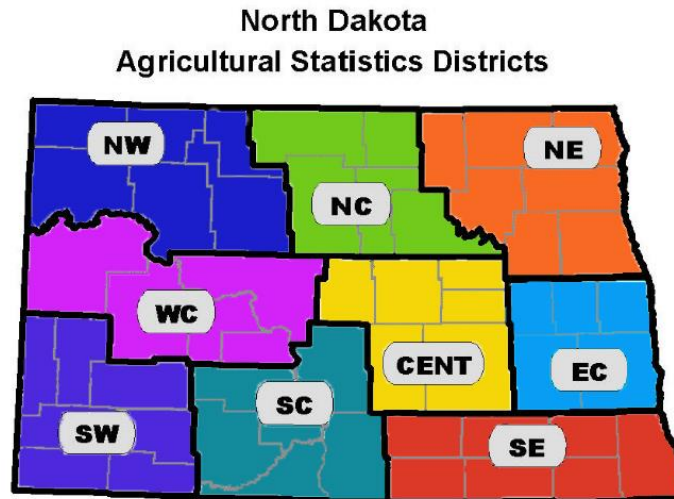 North Dakota
Agricultural Statistics Districts
NW
NC
NE
WC
CENT
EC
SW
SC
SE